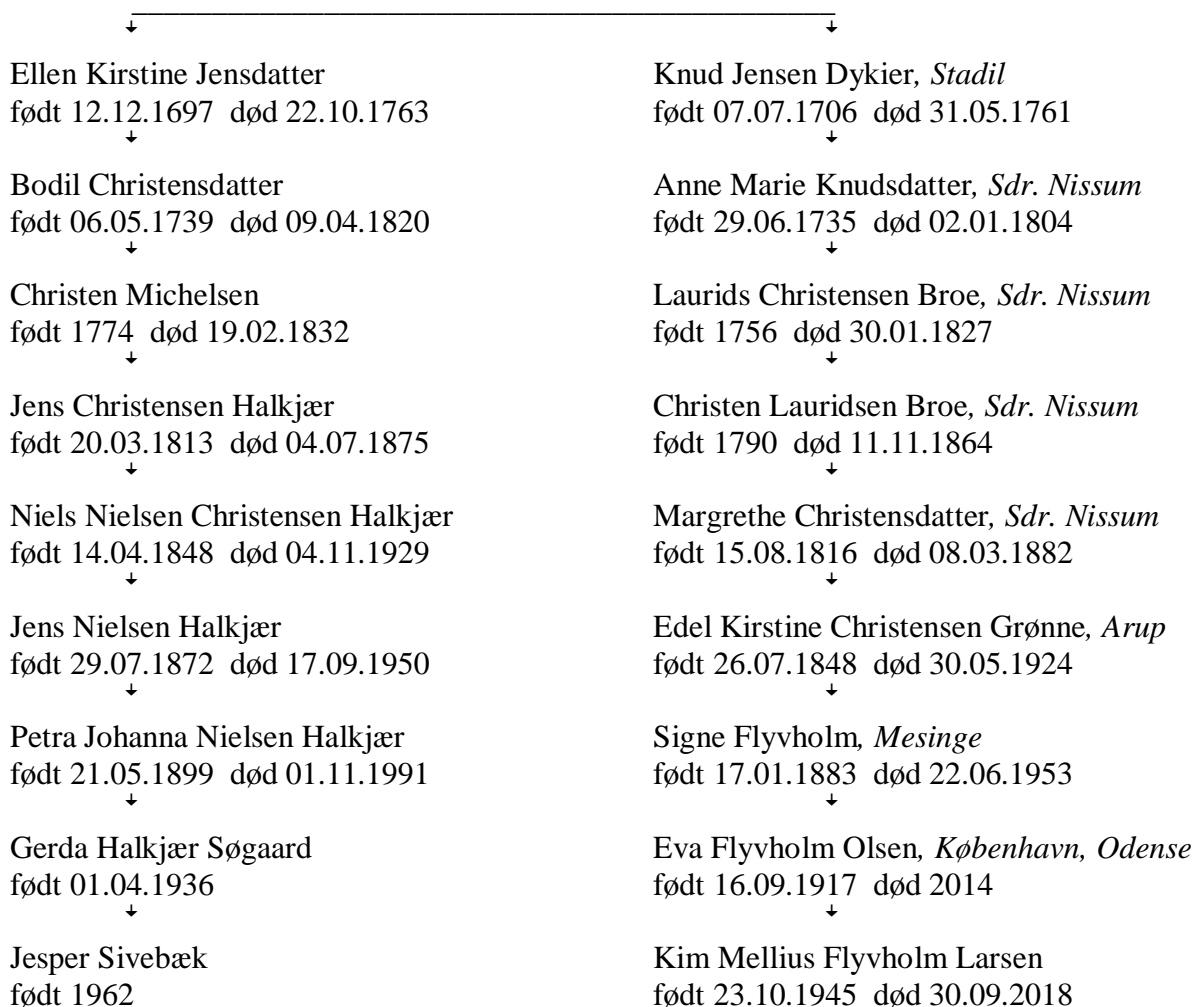 Ellen Kirstine Jensdatter
født 12.12.1697 død 22.10.1763
Bodil Christensdatter
født 06.05.1739 død 09.04.1820
Christen Michelsen
født 1774 død 19.02.1832
Jens Christensen Halkjær
født 20.03.1813 død 04.07.1875
Niels Nielsen Christensen Halkjær
født 14.04.1848 død 04.11.1929
Jens Nielsen Halkjær
født 29.07.1872 død 17.09.1950
Petra Johanna Nielsen Halkjær
født 21.05.1899 død 01.11.1991
Gerda Halkjær Søgaard
født 01.04.1936
Jesper Sivebæk
født 1962
Knud Jensen Dykier, Stadil
født 07.07.1706 død 31.05.1761
Anne Marie Knudsdatter, Sdr. Nissum
født 29.06.1735 død 02.01.1804
Laurids Christensen Broe, Sdr. Nissum
født 1756 død 30.01.1827
Christen Lauridsen Broe, Sdr. Nissum
født 1790 død 11.11.1864
Margrethe Christensdatter, Sdr. Nissum
født 15.08.1816 død 08.03.1882
Edel Kirstine Christensen Grønne, Arup
født 26.07.1848 død 30.05.1924
Signe Flyvholm, Mesinge
født 17.01.1883 død 22.06.1953
Eva Flyvholm Olsen, København, Odense
født 16.09.1917 død 2014
Kim Mellius Flyvholm Larsen
født 23.10.1945 død 30.09.2018